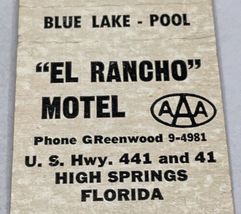 BLUE LAKE - POOL
"EL RANCHO"
MOTEL AAA
Phone GReenwood 9-4981
U. S. Hwy. 441 and 41
HIGH SPRINGS
FLORIDA